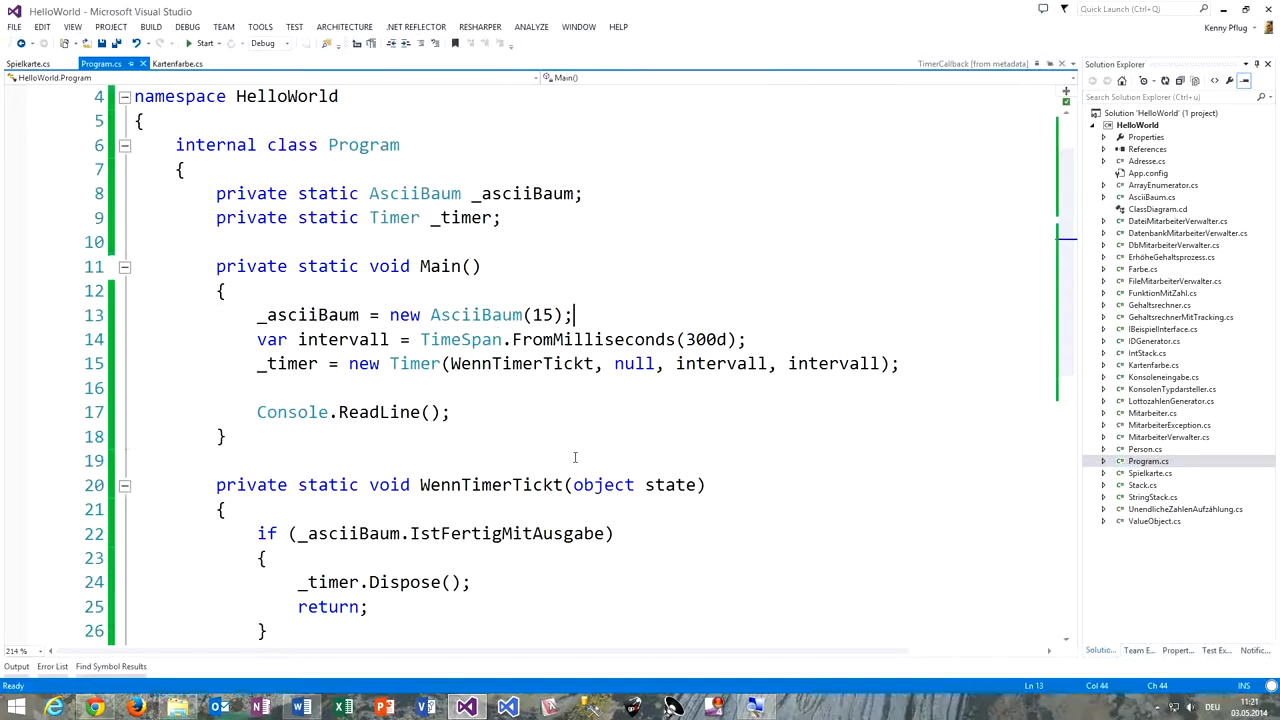 HelloWorld - Microsoft Visual Studio
Quick Launch (Ctrl+Q)
FILE EDIT VIEW PROJECT BUILD DEBUG TEAM TOOLS TEST ARCHITECTURE .NET REFLECTOR RESHARPER ANALYZE WINDOW HELP
Kenny Pflug
Start
Debug
Spielkarte.cs Program.cs Kartenfarbe.cs TimerCallback [from metadata]
HelloWorld.Program Main()
4 namespace HelloWorld
5 {
6 internal class Program
7 {
8 private static AsciiBaum _asciiBaum;
9 private static Timer _timer;
10
11 private static void Main()
12 {
13 _asciiBaum = new AsciiBaum(15);
14 var intervall = TimeSpan.FromMilliseconds(300d);
15 _timer = new Timer(WennTimerTickt, null, intervall, intervall);
16
17 Console.ReadLine();
18 }
19
20 private static void WennTimerTickt(object state)
21 {
22 if (_asciiBaum.IstFertigMitAusgabe)
23 {
24 _timer.Dispose();
25 return;
26 }
214 %
Solution Explorer
Search Solution Explorer (Ctrl+ü)
Solution 'HelloWorld' (1 project)
HelloWorld
Properties
References
Adresse.cs
App.config
ArrayEnumerator.cs
AsciiBaum.cs
ClassDiagram.cd
DateiMitarbeiterVerwalter.cs
DatenbankMitarbeiterVerwalter.cs
DbMitarbeiterVerwalter.cs
ErhöheGehaltsprozess.cs
Farbe.cs
FileMitarbeiterVerwalter.cs
FunktionMitZahl.cs
Gehaltsrechner.cs
GehaltsrechnerMitTracking.cs
IBeispielInterface.cs
IDGenerator.cs
IntStack.cs
Kartenfarbe.cs
Konsoleneingabe.cs
KonsolenTypdarsteller.cs
LottozahlenGenerator.cs
Mitarbeiter.cs
MitarbeiterException.cs
MitarbeiterVerwalter.cs
Person.cs
Program.cs
Spielkarte.cs
Stack.cs
StringStack.cs
UnendlicheZahlenAufzählung.cs
ValueObject.cs
Solutio... Team E... Propert... Test Ex... Notific...
Output Error List Find Symbol Results
Ready Ln 13 Col 44 Ch 44 INS
DEU
11:21
03.05.2014